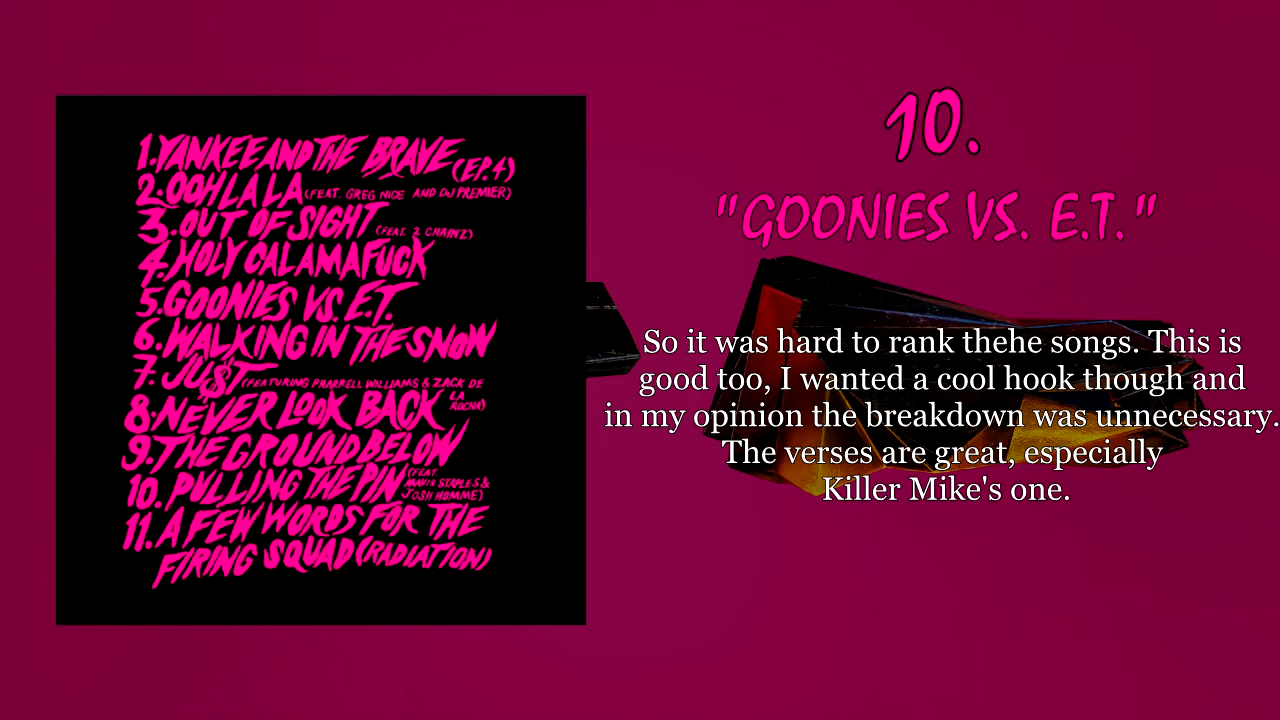 1. YANKEE AND THE BRAVE (EP. 4)
2. OOH LA LA (FEAT. GREG NICE AND DJ PREMIER)
3. OUT OF SIGHT (FEAT. 2 CHAINZ)
4. HOLY CALAMAFUCK
5. GOONIES VS. E.T.
6. WALKING IN THE SNOW
7. JU$T (FEATURING PHARRELL WILLIAMS & ZACK DE
LA
ROCHA)
8. NEVER LOOK BACK
9. THE GROUND BELOW
10. PULLING THE PIN (FEAT.
MAVIS STAPLES &
JOSH HOMME)
11. A FEW WORDS FOR THE
FIRING SQUAD (RADIATION)
10.
"GOONIES VS. E.T."
So it was hard to rank thehe songs. This is
good too, I wanted a cool hook though and
in my opinion the breakdown was unnecessary.
The verses are great, especially
Killer Mike's one.